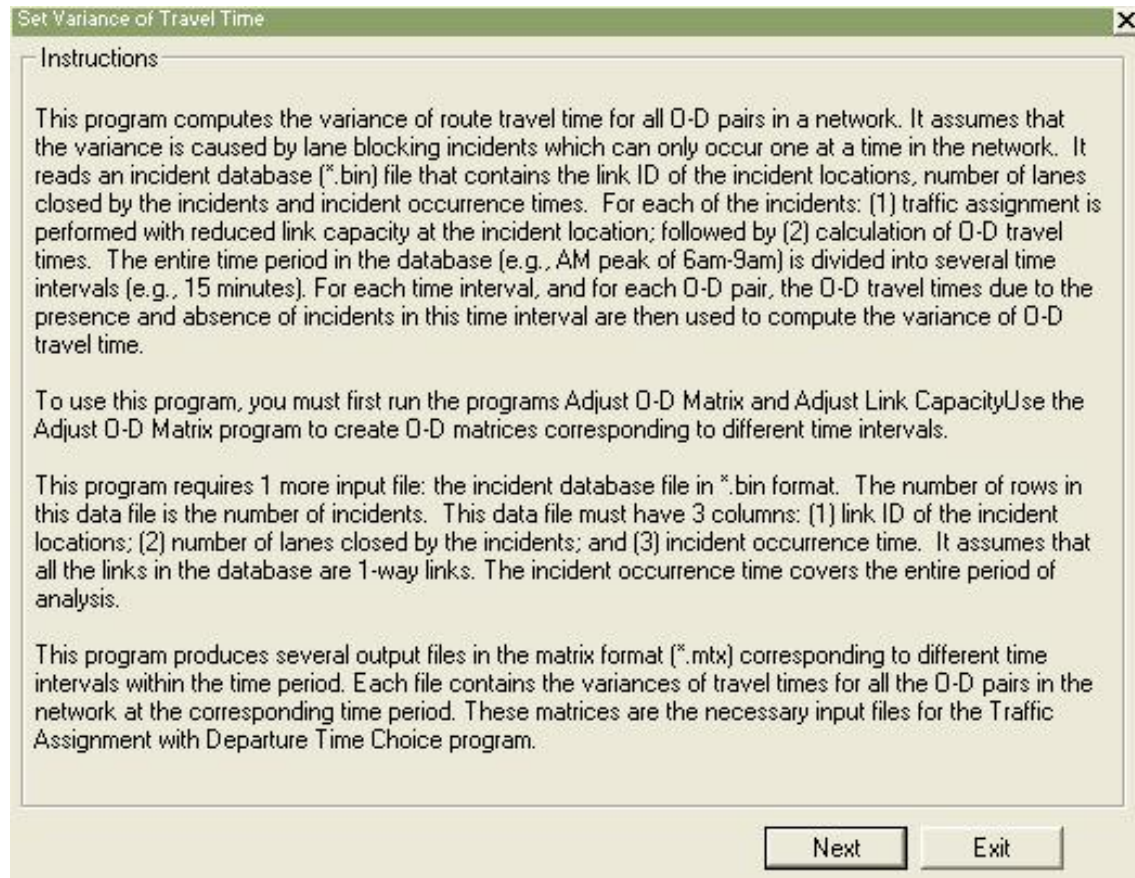 Set Variance of Travel Time
Instructions
This program computes the variance of route travel time for all O-D pairs in a network. It assumes that
the variance is caused by lane blocking incidents which can only occur one at a time in the network.  It
reads an incident database (*.bin) file that contains the link ID of the incident locations, number of lanes
closed by the incidents and incident occurrence times.  For each of the incidents: (1) traffic assignment is
performed with reduced link capacity at the incident location; followed by (2) calculation of O-D travel
times.  The entire time period in the database (e.g., AM peak of 6am-9am) is divided into several time
intervals (e.g., 15 minutes). For each time interval, and for each O-D pair, the O-D travel times due to the
presence and absence of incidents in this time interval are then used to compute the variance of O-D
travel time.
To use this program, you must first run the programs Adjust O-D Matrix and Adjust Link CapacityUse the
Adjust O-D Matrix program to create O-D matrices corresponding to different time intervals.
This program requires 1 more input file: the incident database file in *.bin format.  The number of rows in
this data file is the number of incidents.  This data file must have 3 columns: (1) link ID of the incident
locations; (2) number of lanes closed by the incidents; and (3) incident occurrence time.  It assumes that
all the links in the database are 1-way links. The incident occurrence time covers the entire period of
analysis.
This program produces several output files in the matrix format (*.mtx) corresponding to different time
intervals within the time period. Each file contains the variances of travel times for all the O-D pairs in the
network at the corresponding time period. These matrices are the necessary input files for the Traffic
Assignment with Departure Time Choice program.
Next Exit